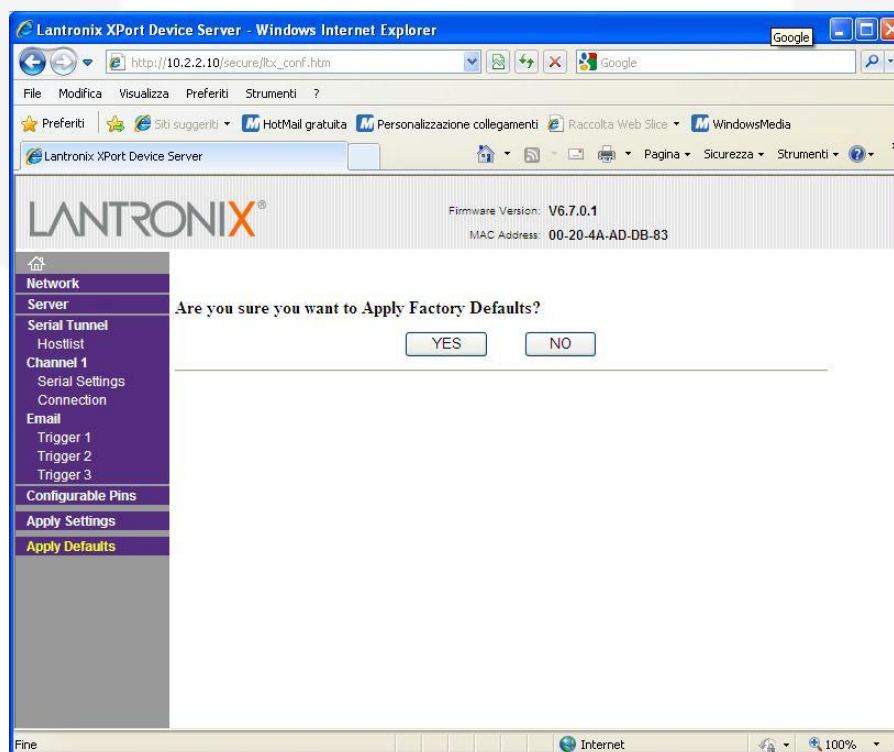 Lantronix XPort Device Server - Windows Internet Explorer
Google
http://10.2.2.10/secure/ltx_conf.htm
Google
File Modifica Visualizza Preferiti Strumenti ?
Preferiti Siti suggeriti HotMail gratuita Personalizzazione collegamenti Raccolta Web Slice WindowsMedia
Lantronix XPort Device Server
Pagina Sicurezza Strumenti
LANTRONIX®
Firmware Version: V6.7.0.1
MAC Address: 00-20-4A-AD-DB-83
Network
Server
Serial Tunnel
Hostlist
Channel 1
Serial Settings
Connection
Email
Trigger 1
Trigger 2
Trigger 3
Configurable Pins
Apply Settings
Apply Defaults
Are you sure you want to Apply Factory Defaults?
YES NO
Fine
Internet
100%